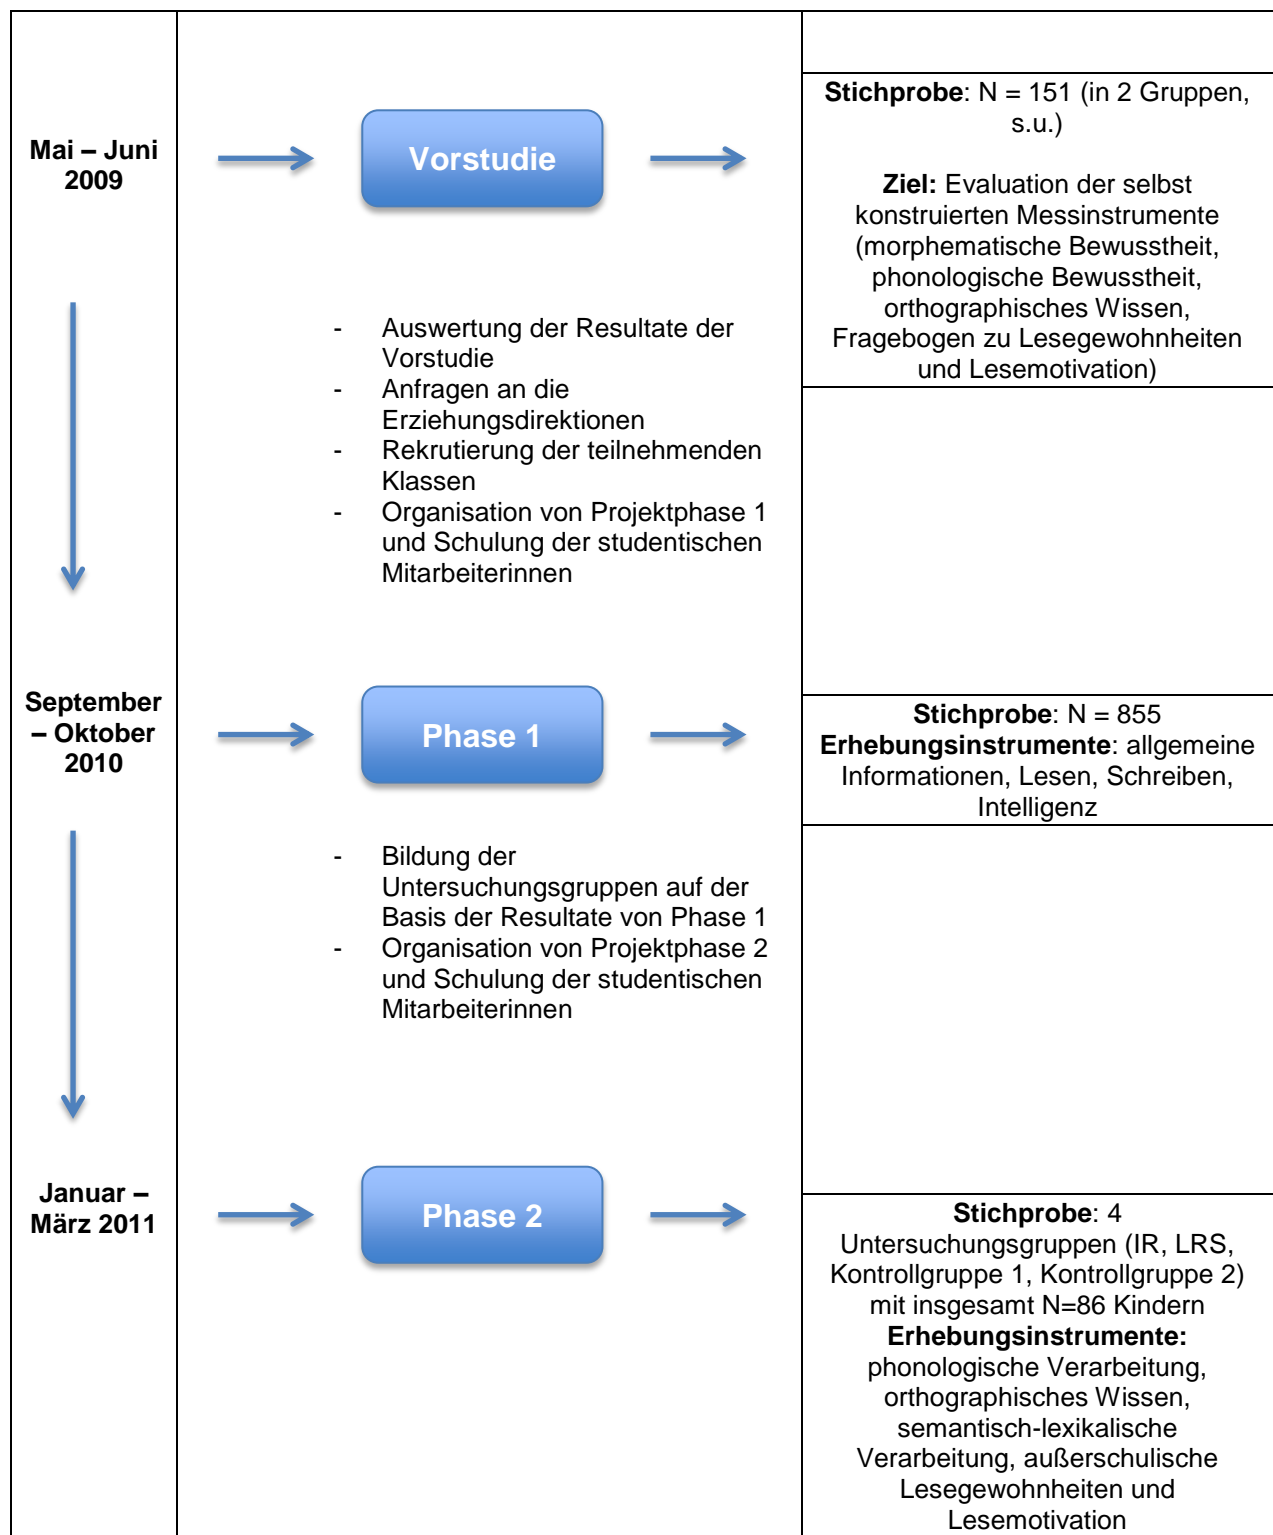 Mai – Juni
2009
Vorstudie
Stichprobe: N = 151 (in 2 Gruppen,
s.u.)
Ziel: Evaluation der selbst
konstruierten Messinstrumente
(morphematische Bewusstheit,
phonologische Bewusstheit,
orthographisches Wissen,
Fragebogen zu Lesegewohnheiten
und Lesemotivation)
- Auswertung der Resultate der
Vorstudie
- Anfragen an die
Erziehungsdirektionen
- Rekrutierung der teilnehmenden
Klassen
- Organisation von Projektphase 1
und Schulung der studentischen
Mitarbeiterinnen
September
– Oktober
2010
Phase 1
Stichprobe: N = 855
Erhebungsinstrumente: allgemeine
Informationen, Lesen, Schreiben,
Intelligenz
- Bildung der
Untersuchungsgruppen auf der
Basis der Resultate von Phase 1
- Organisation von Projektphase 2
und Schulung der studentischen
Mitarbeiterinnen
Januar –
März 2011
Phase 2
Stichprobe: 4
Untersuchungsgruppen (IR, LRS,
Kontrollgruppe 1, Kontrollgruppe 2)
mit insgesamt N=86 Kindern
Erhebungsinstrumente:
phonologische Verarbeitung,
orthographisches Wissen,
semantisch-lexikalische
Verarbeitung, außerschulische
Lesegewohnheiten und
Lesemotivation